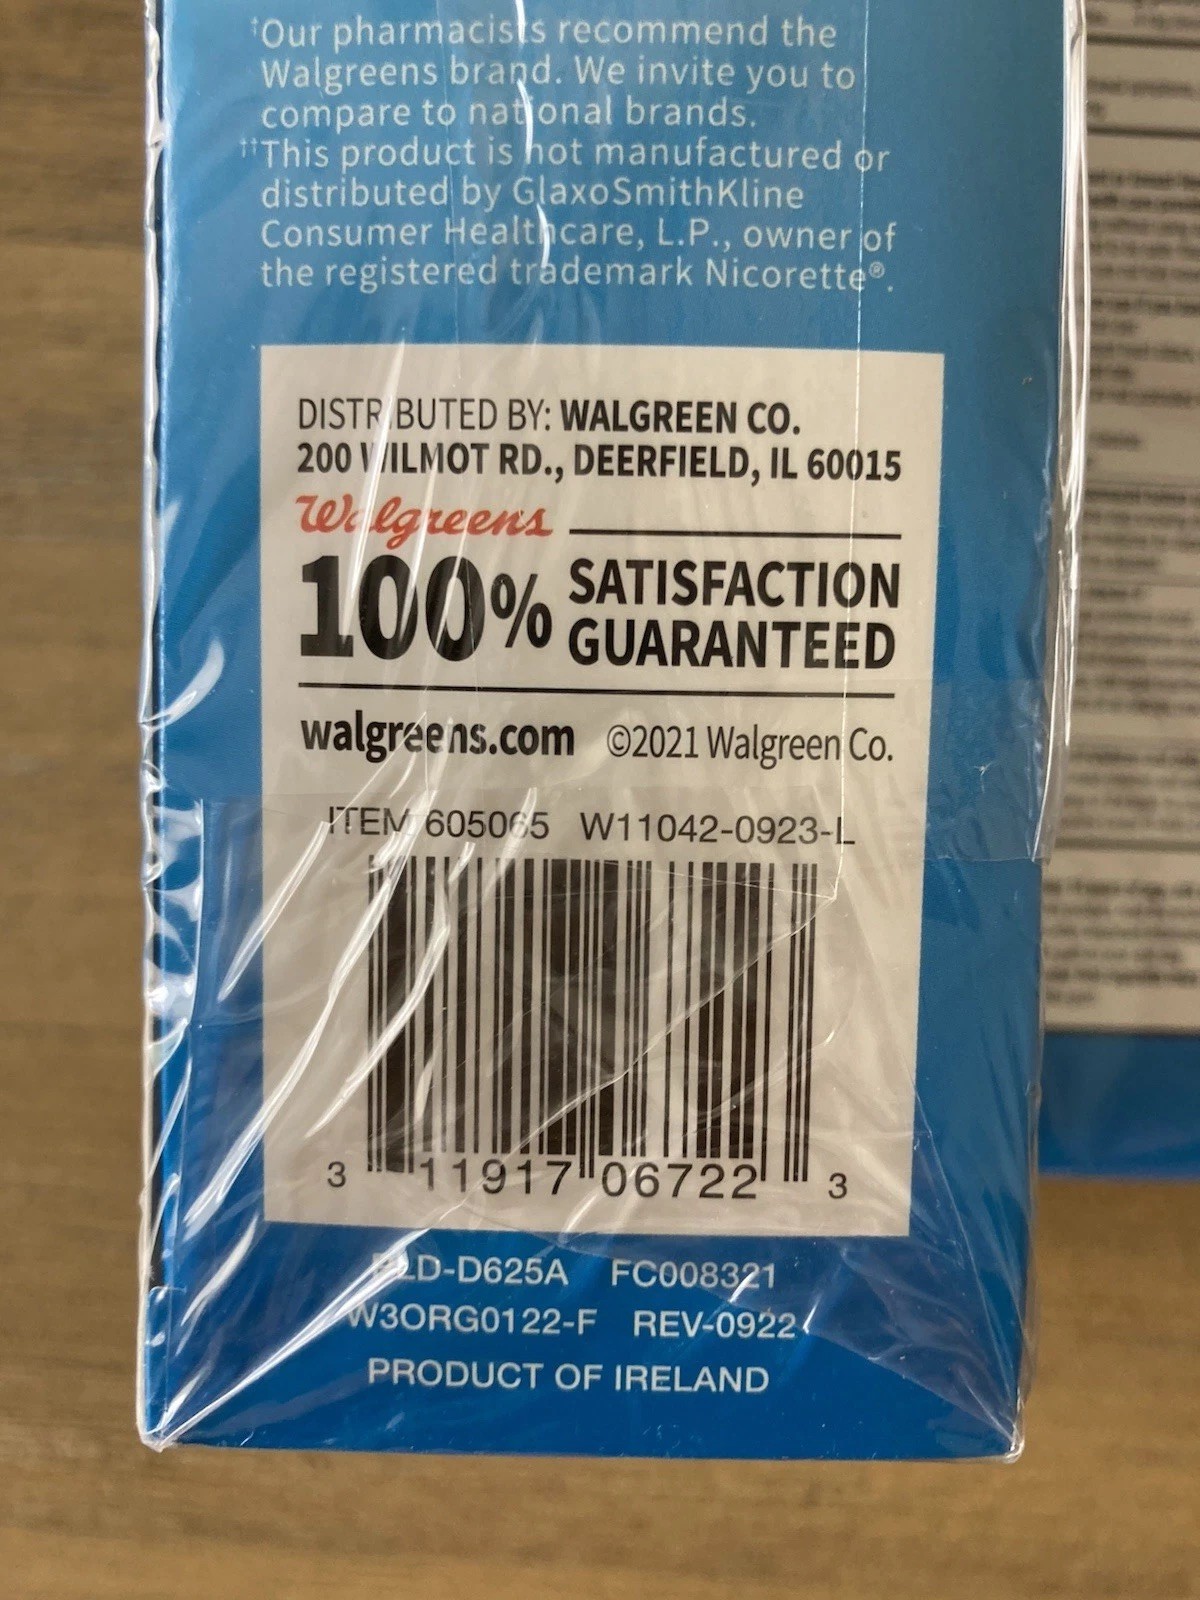 †Our pharmacists recommend the
Walgreens brand. We invite you to
compare to national brands.
††This product is not manufactured or
distributed by GlaxoSmithKline
Consumer Healthcare, L.P., owner of
the registered trademark Nicorette®.
DISTRIBUTED BY: WALGREEN CO.
200 WILMOT RD., DEERFIELD, IL 60015
Walgreens
100% SATISFACTION
GUARANTEED
walgreens.com ©2021 Walgreen Co.
ITEM 605065 W11042-0923-L
3 11917 06722 3
PLD-D625A FC008321
W3ORG0122-F REV-0922
PRODUCT OF IRELAND